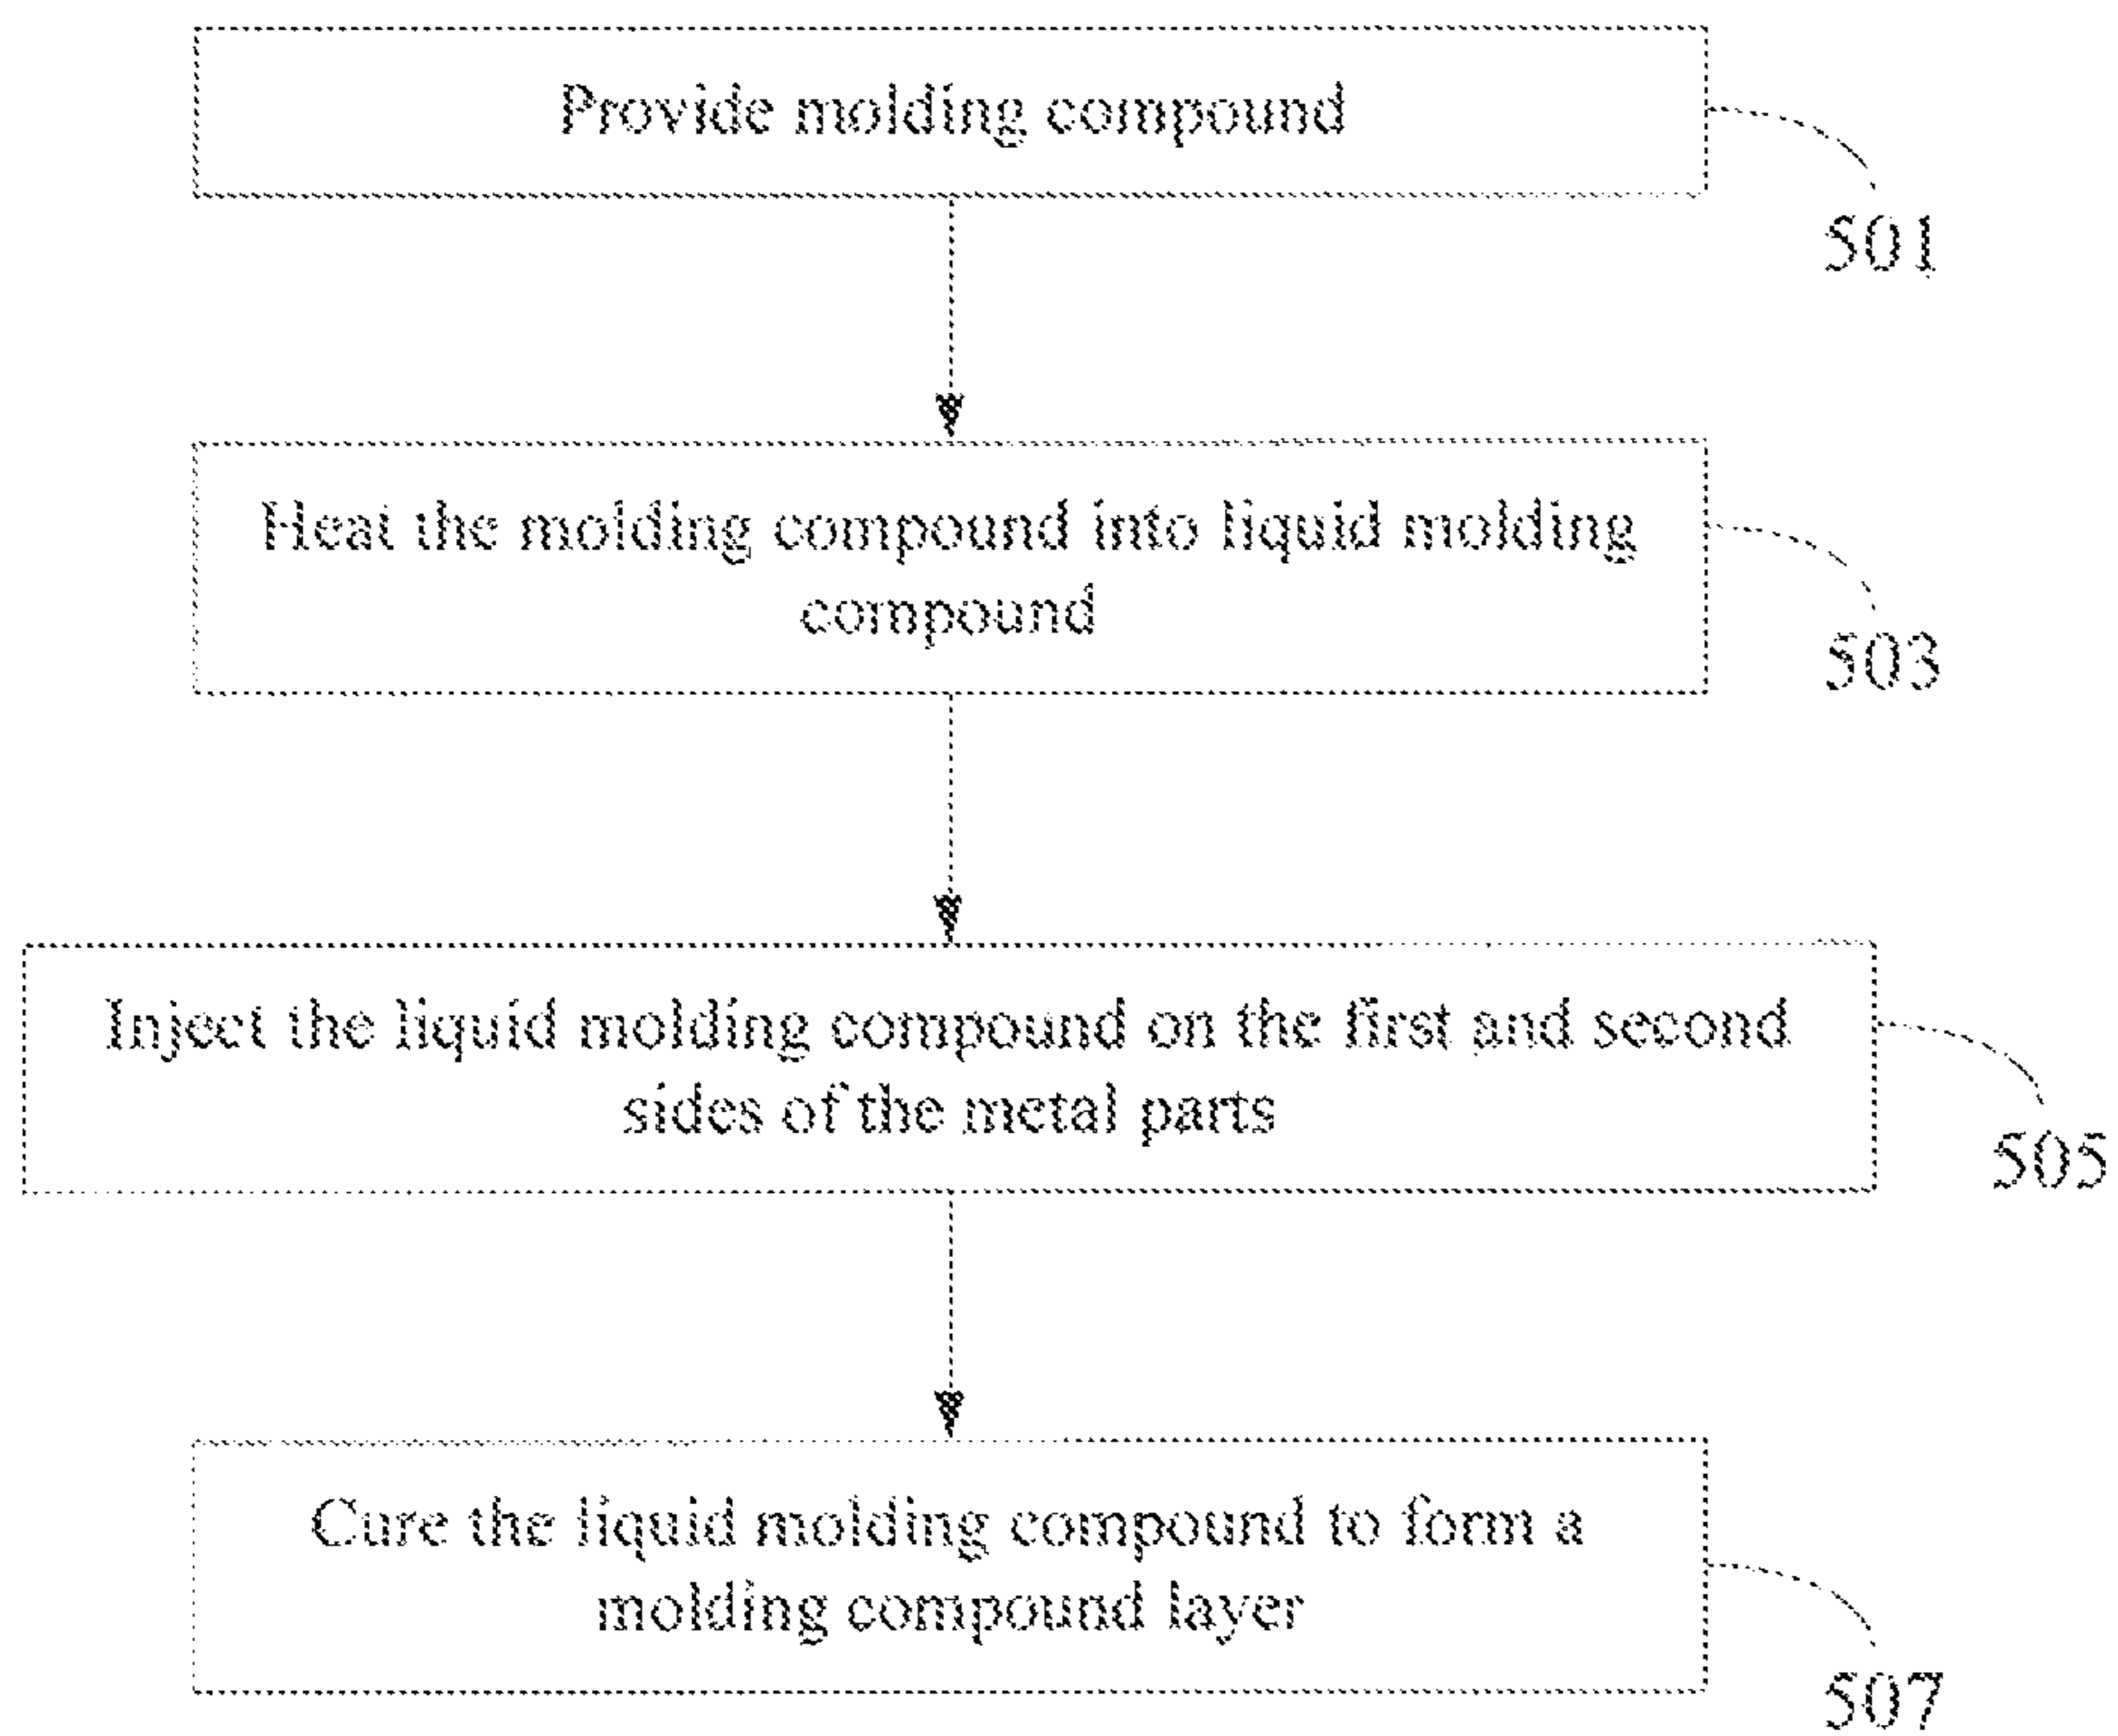 Provide molding compound
501
Heat the molding compound into liquid molding
compound
503
Inject the liquid molding compound on the first and second
sides of the metal parts
505
Cure the liquid molding compound to form a
molding compound layer
507